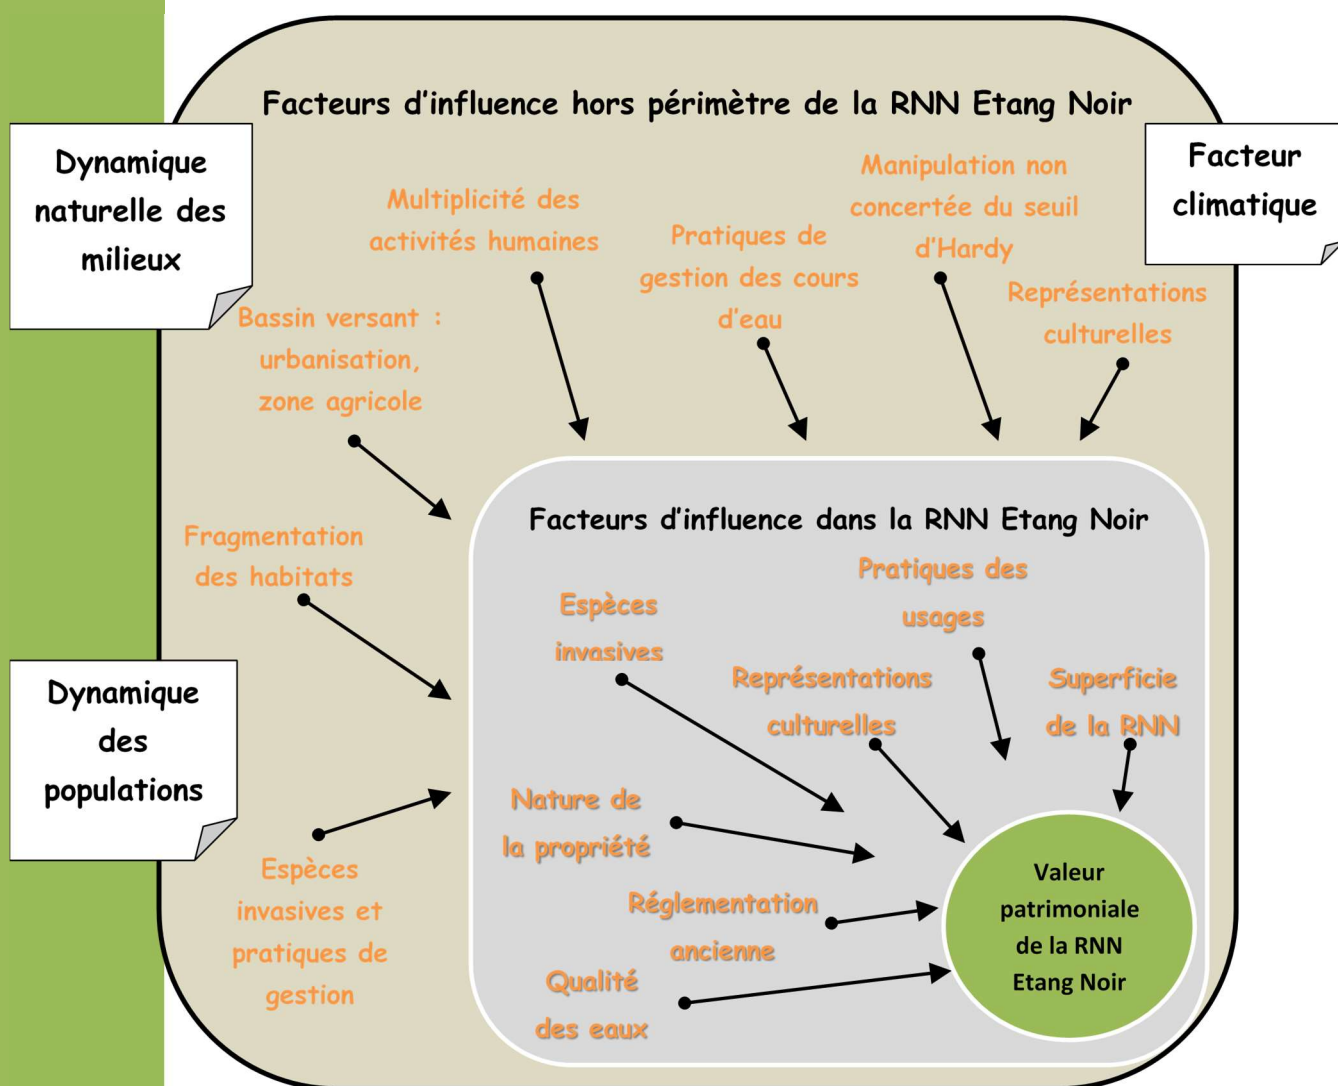 Facteurs d'influence hors périmètre de la RNN Etang Noir
Dynamique
naturelle des
milieux
Facteur
climatique
Multiplicité des
activités humaines
Pratiques de
gestion des cours
d'eau
Manipulation non
concertée du seuil
d'Hardy
Représentations
culturelles
Bassin versant :
urbanisation,
zone agricole
Fragmentation
des habitats
Dynamique
des
populations
Espèces
invasives et
pratiques de
gestion
Facteurs d'influence dans la RNN Etang Noir
Espèces
invasives
Pratiques des
usages
Représentations
culturelles
Superficie
de la RNN
Nature de
la propriété
Réglementation
ancienne
Qualité
des eaux
Valeur
patrimoniale
de la RNN
Etang Noir